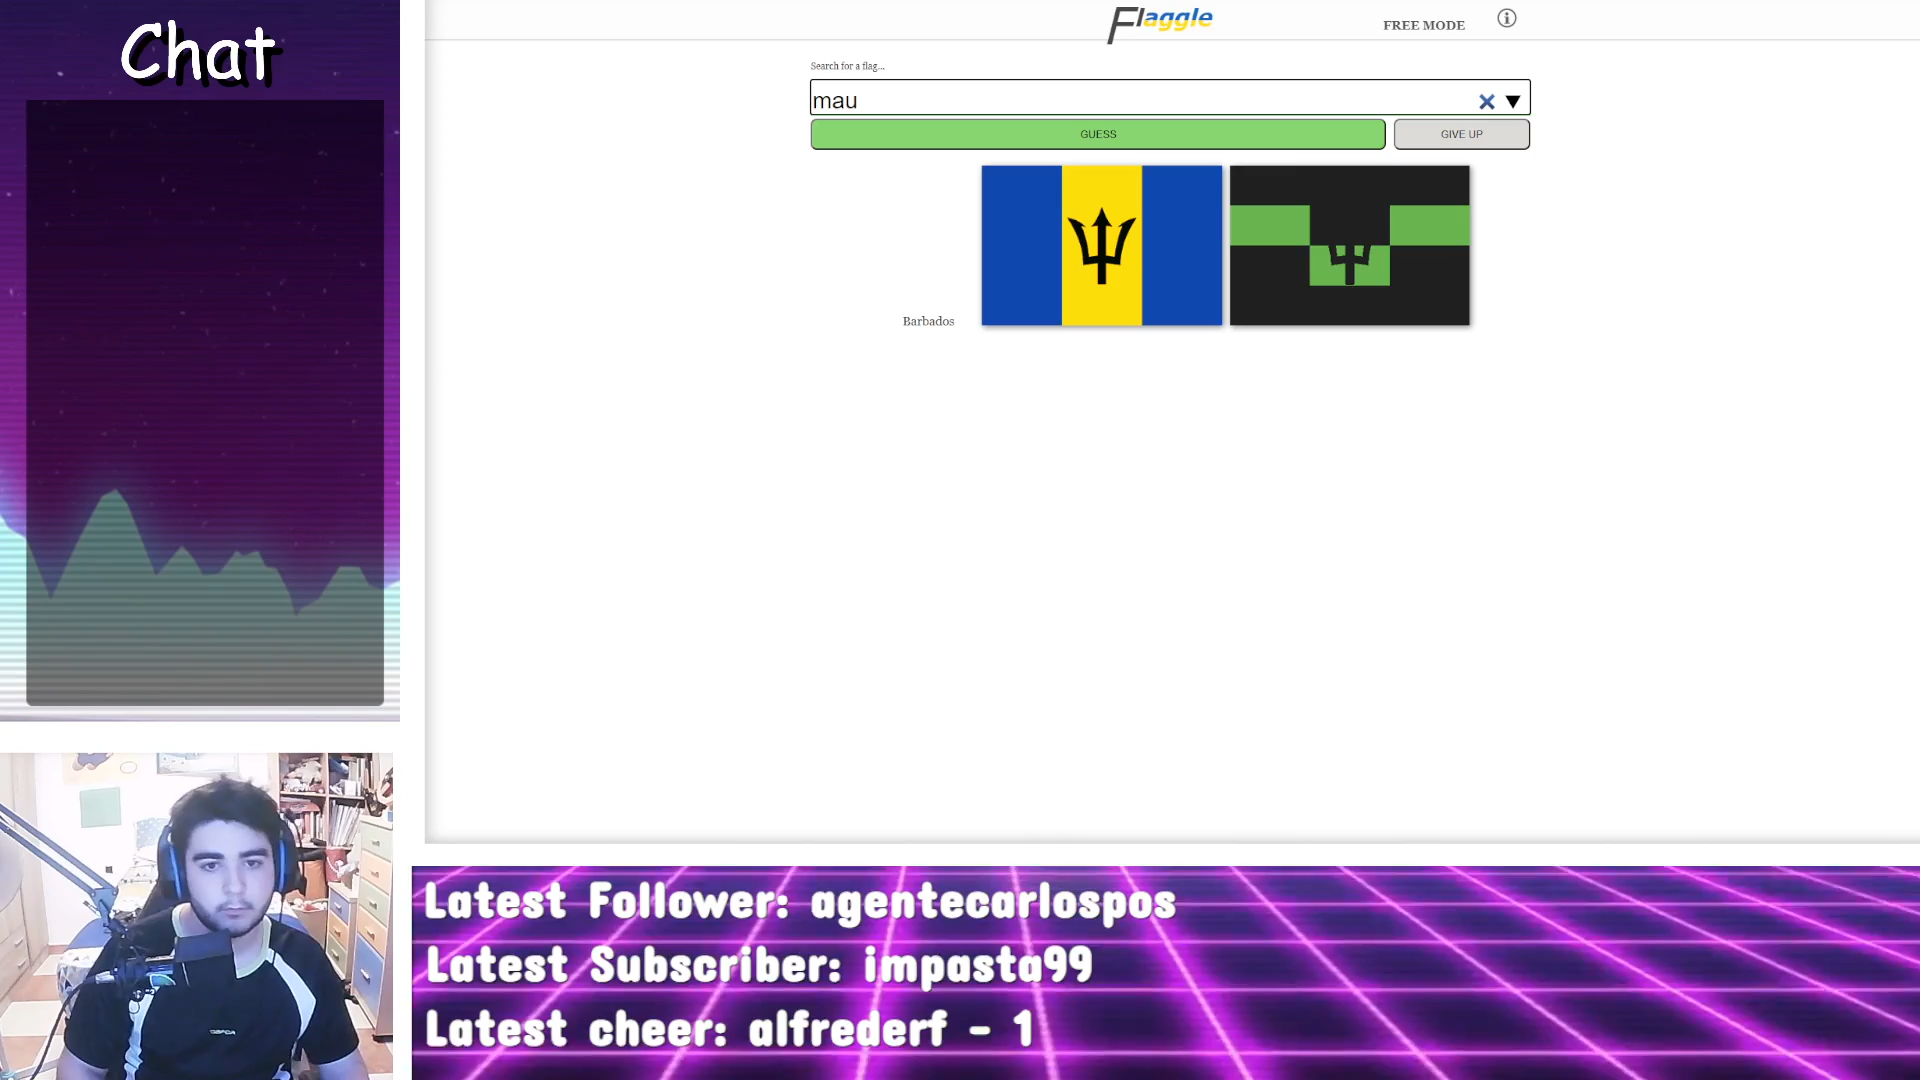 Chat
Flaggle
FREE MODE
Search for a flag...
mau
GUESS
GIVE UP
Barbados
Latest Follower: agentecarlospos
Latest Subscriber: impasta99
Latest cheer: alfrederf - 1